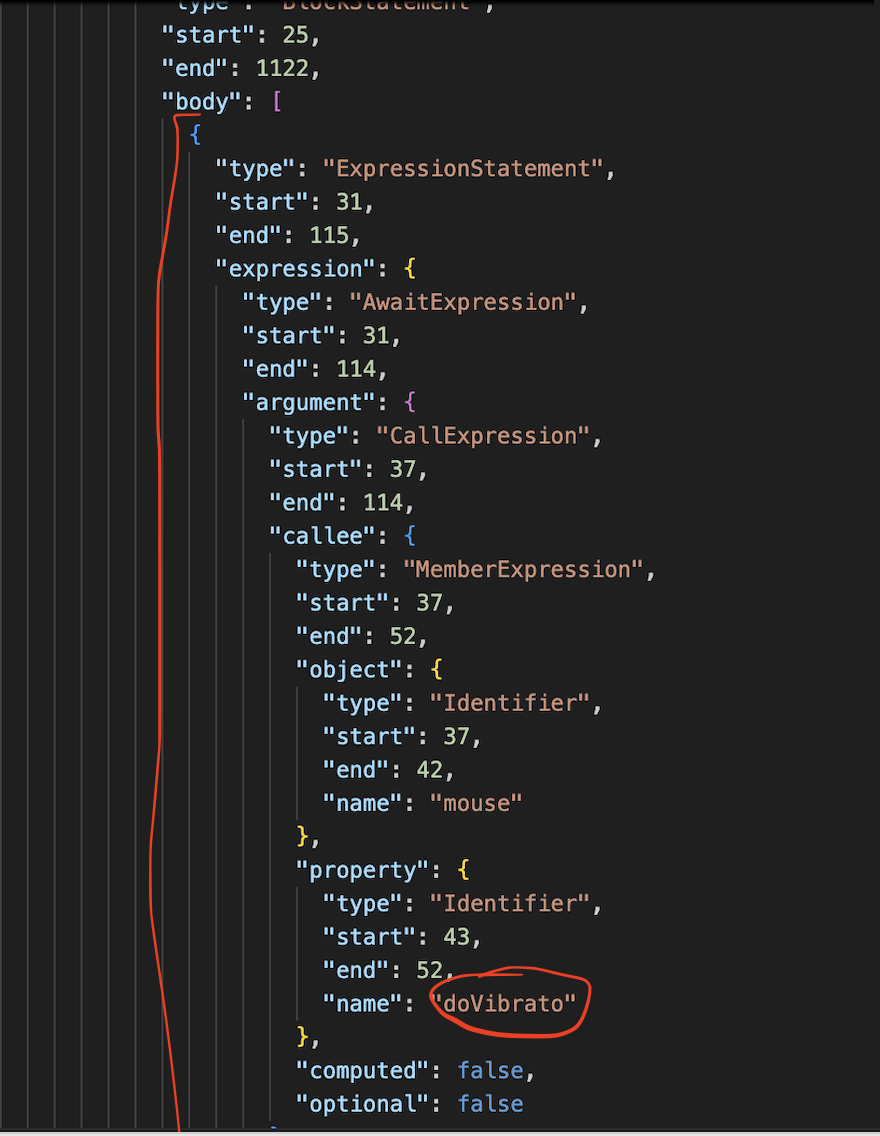 "type": "BlockStatement",
"start": 25,
"end": 1122,
"body": [
{
"type": "ExpressionStatement",
"start": 31,
"end": 115,
"expression": {
"type": "AwaitExpression",
"start": 31,
"end": 114,
"argument": {
"type": "CallExpression",
"start": 37,
"end": 114,
"callee": {
"type": "MemberExpression",
"start": 37,
"end": 52,
"object": {
"type": "Identifier",
"start": 37,
"end": 42,
"name": "mouse"
},
"property": {
"type": "Identifier",
"start": 43,
"end": 52,
"name": "doVibrato"
},
"computed": false,
"optional": false